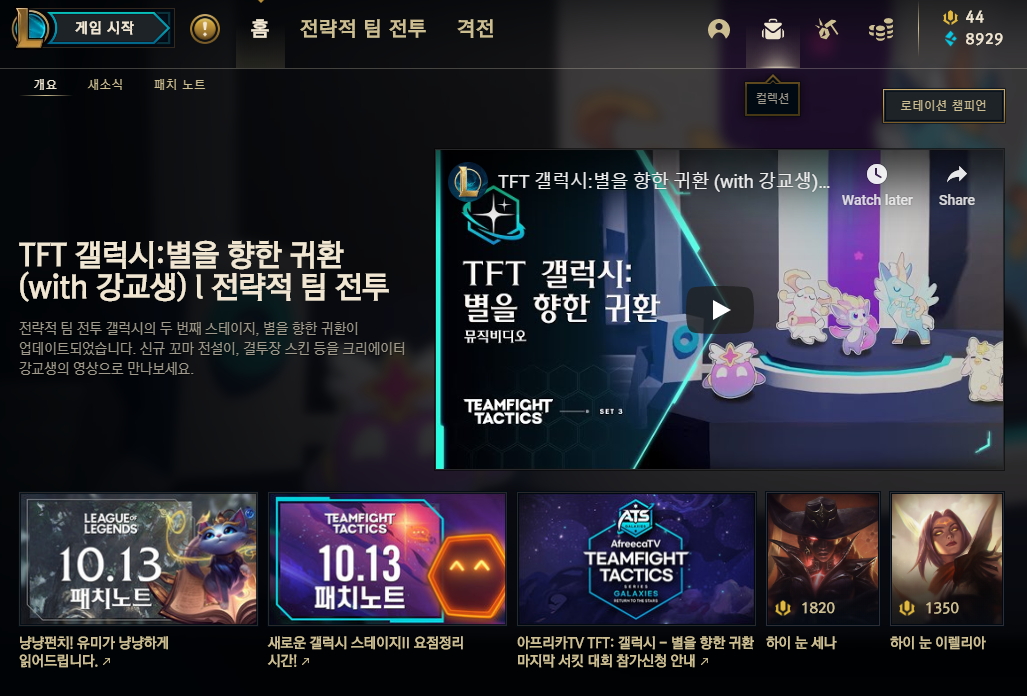 게임 시작
홈
전략적 팀 전투
격전
44
8929
개요
새소식
패치 노트
컬렉션
로테이션 챔피언
TFT 갤럭시:별을 향한 귀환 (with 강교생)...
Watch later
Share
TFT 갤럭시:
별을 향한 귀환
뮤직비디오
TEAMFIGHT
TACTICS
SET 3
TFT 갤럭시:별을 향한 귀환
(with 강교생) l 전략적 팀 전투
전략적 팀 전투 갤럭시의 두 번째 스테이지, 별을 향한 귀환이
업데이트되었습니다. 신규 꼬마 전설이, 결투장 스킨 등을 크리에이터
강교생의 영상으로 만나보세요.
LEAGUE OF
LEGENDS
10.13
패치노트
TEAMFIGHT
TACTICS
10.13
패치노트
ATS
GALAXIES
AfreecaTV
TEAMFIGHT
TACTICS
SERIES
GALAXIES
RETURN TO THE STARS
1820
1350
냥냥펀치! 유미가 냥냥하게
읽어드립니다.
새로운 갤럭시 스테이지II 요점정리
시간!
아프리카TV TFT: 갤럭시 - 별을 향한 귀환
마지막 서킷 대회 참가신청 안내
하이 눈 세나
하이 눈 이렐리아